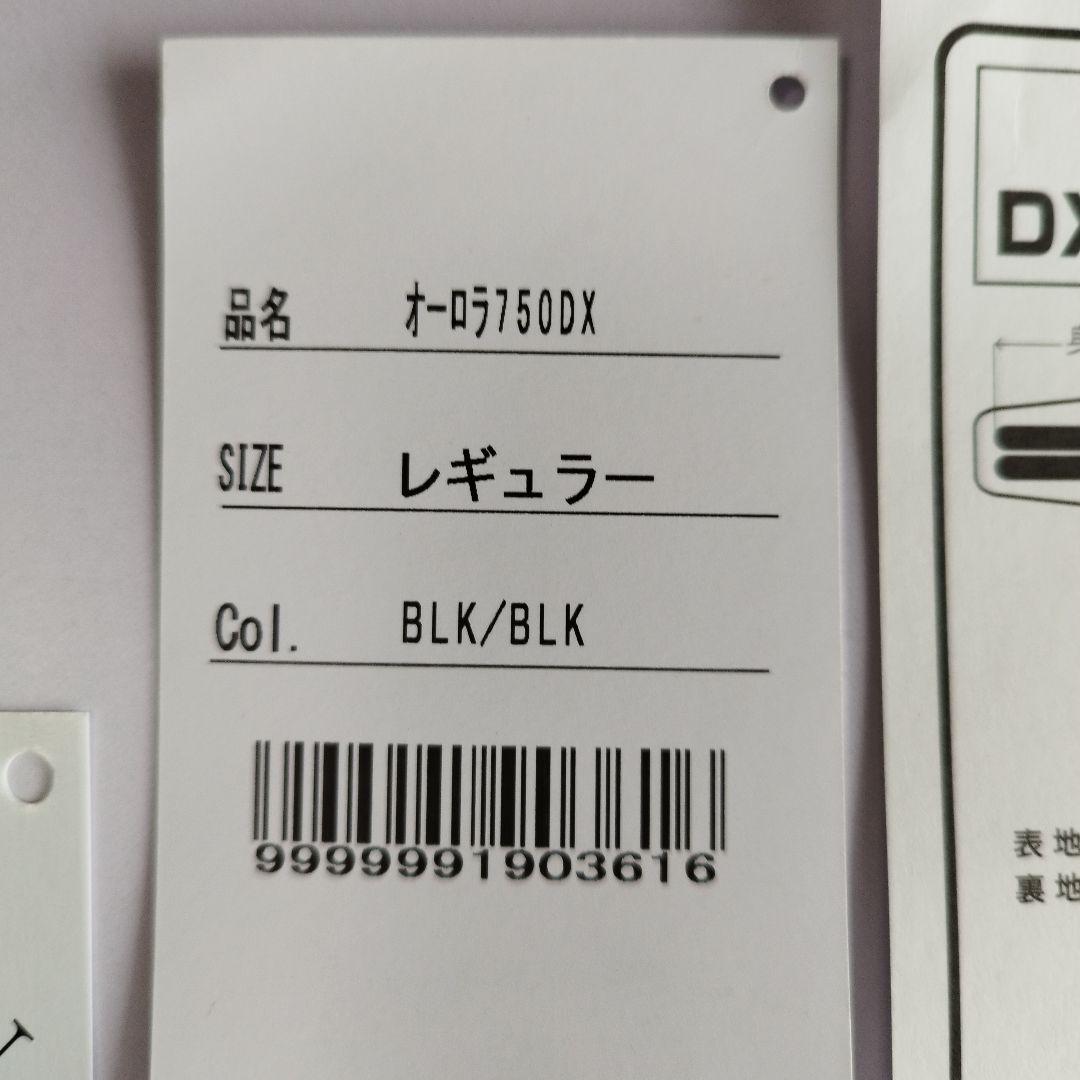 品名 オーロラ750DX
SIZE レギュラー
Col. BLK/BLK
9999991903616
DX
表地
裏地